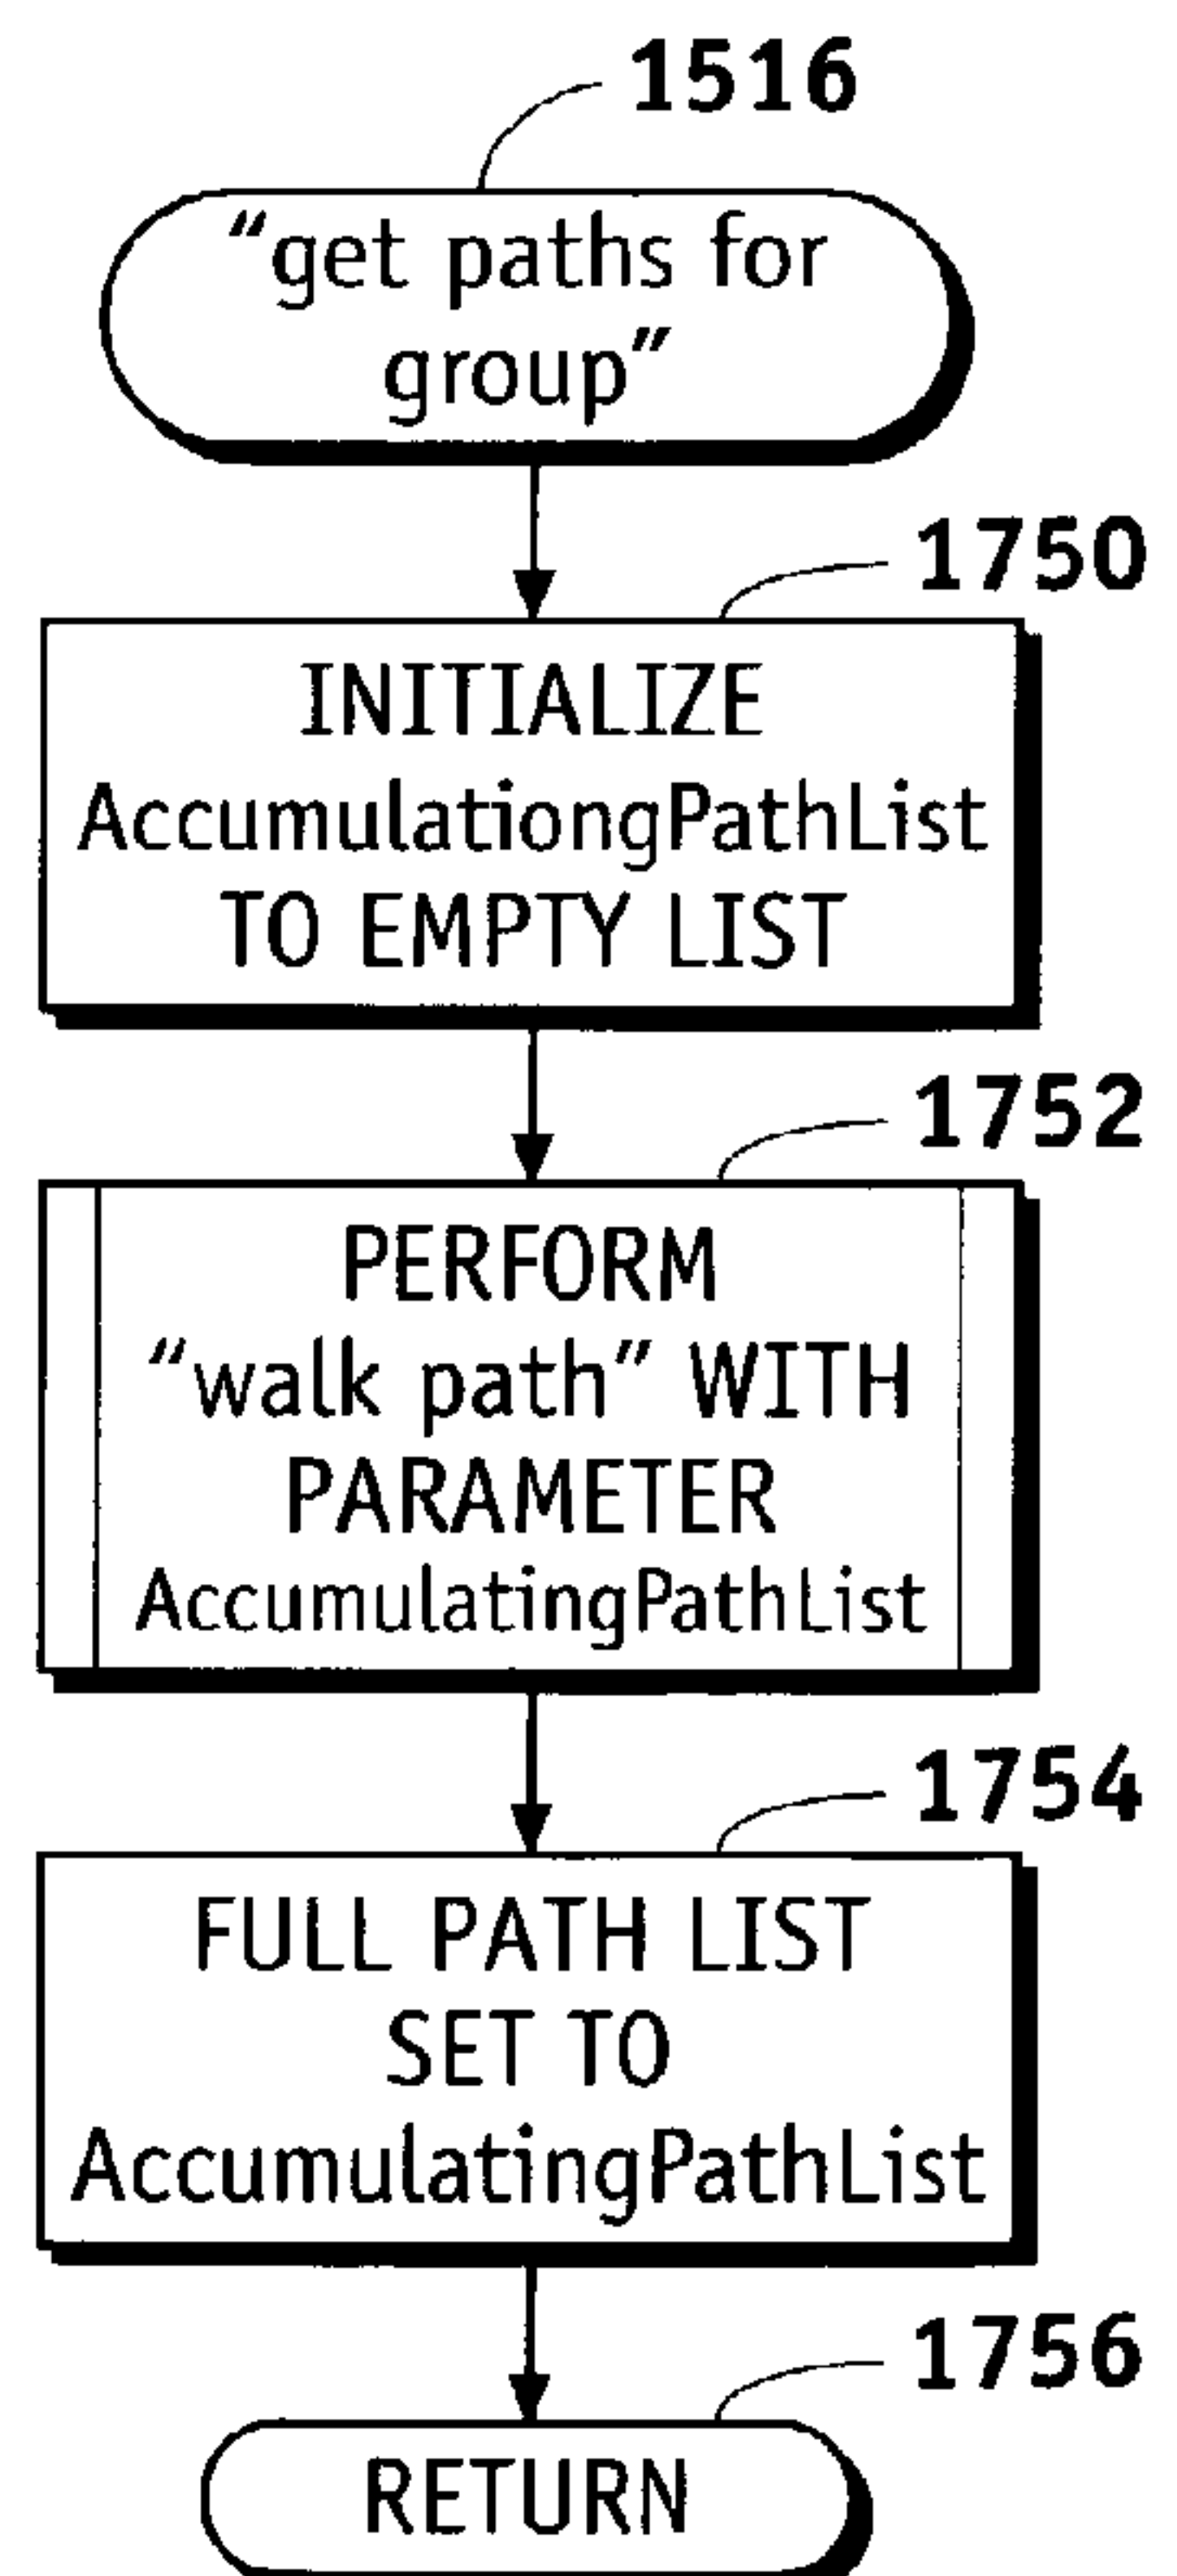 1516
“get paths for
group”
1750
INITIALIZE
AccumulationgPathList
TO EMPTY LIST
1752
PERFORM
“walk path” WITH
PARAMETER
AccumulatingPathList
1754
FULL PATH LIST
SET TO
AccumulatingPathList
1756
RETURN